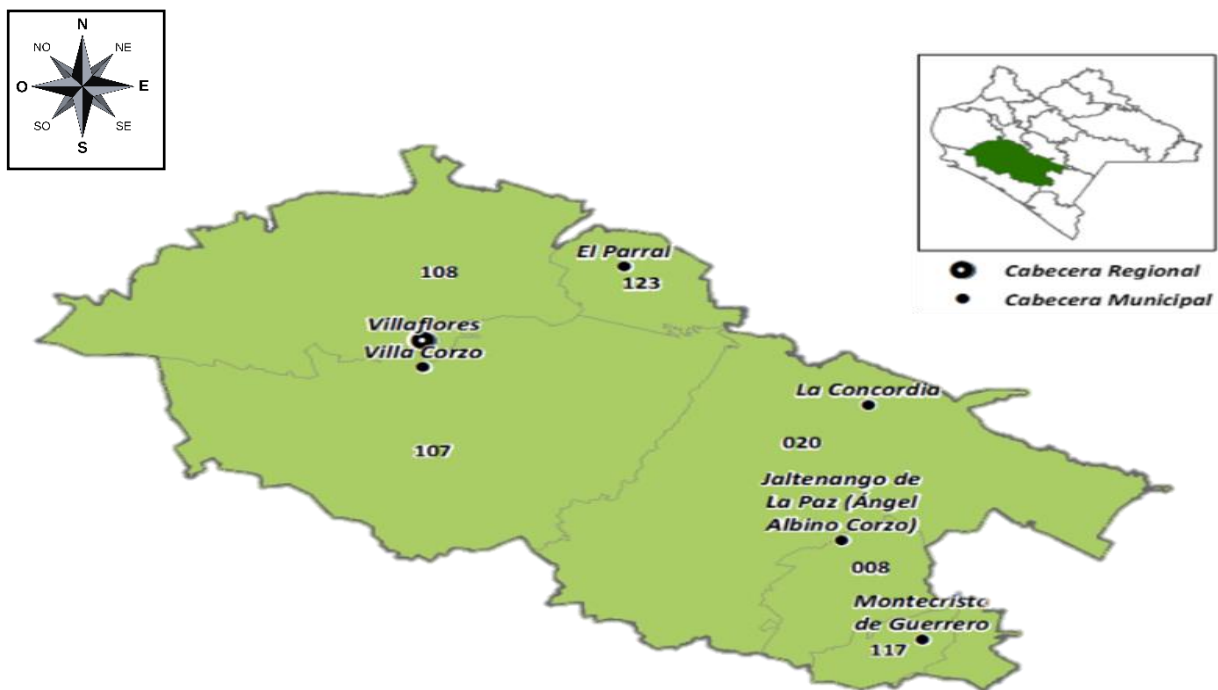 N
NO
NE
O
E
SO
SE
S
El Parral
108
123
Cabecera Regional
Cabecera Municipal
Villaflores
Villa Corzo
La Concordia
107
020
Jaltenango de
La Paz (Ángel
Albino Corzo)
008
Montecristo
de Guerrero
117